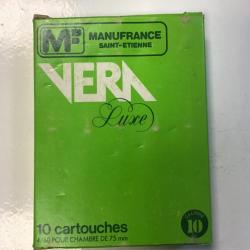 MF MANUFRANCE
SAINT-ETIENNE
VERA
Luxe
10 cartouches
POUR CHAMBRE DE 75 mm
10